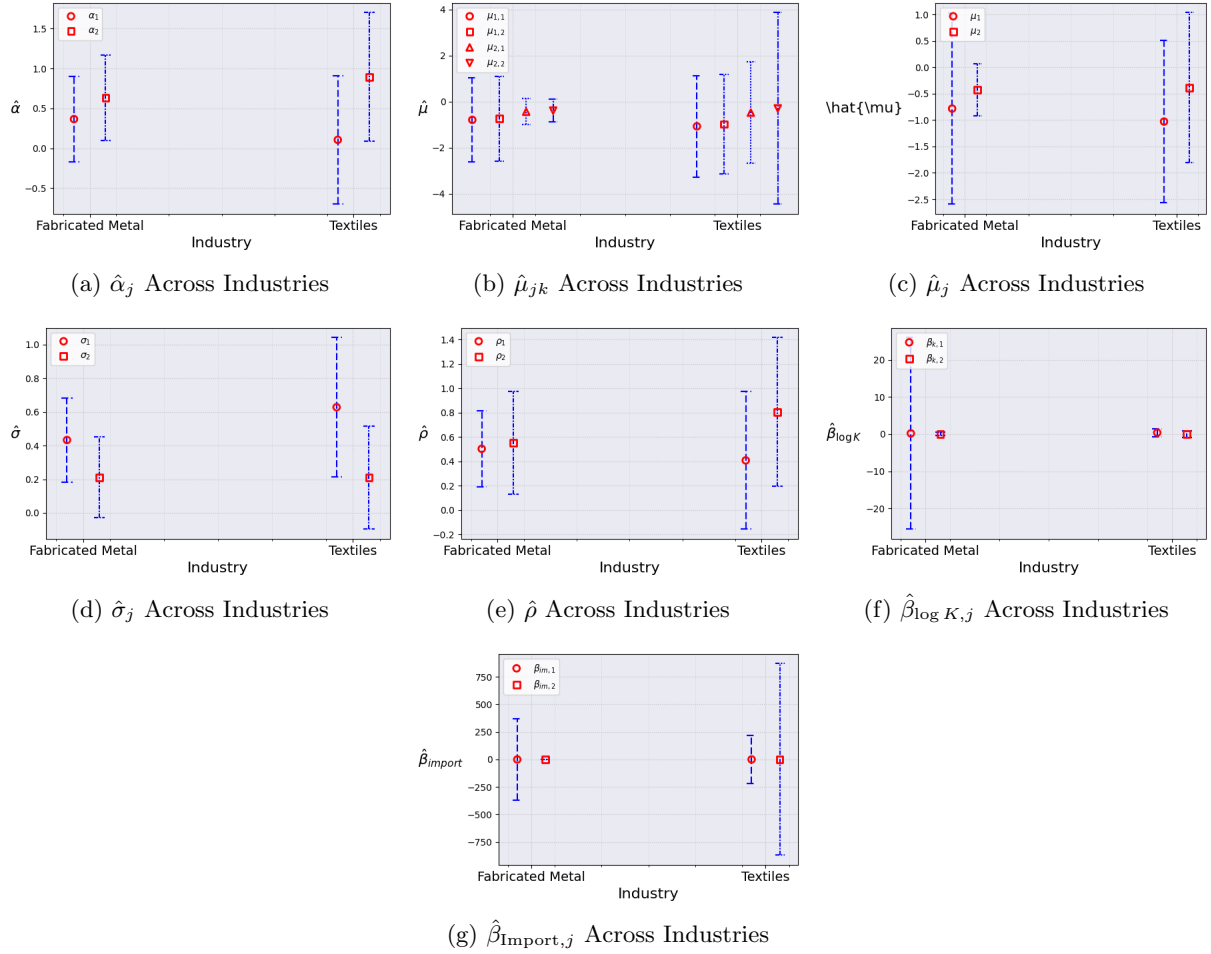 α₁
α₂
1.5
1.0
0.5
0.0
−0.5
α̂
Fabricated Metal
Textiles
Industry
(a) α̂ⱼ Across Industries
μ₁,₁
μ₁,₂
μ₂,₁
μ₂,₂
4
2
0
−2
−4
μ̂
Fabricated Metal
Textiles
Industry
(b) μ̂ⱼₖ Across Industries
μ₁
μ₂
1.0
0.5
0.0
−0.5
−1.0
−1.5
−2.0
−2.5
\hat{\mu}
Fabricated Metal
Textiles
Industry
(c) μ̂ⱼ Across Industries
σ₁
σ₂
1.0
0.8
0.6
0.4
0.2
0.0
σ̂
Fabricated Metal
Textiles
Industry
(d) σ̂ⱼ Across Industries
ρ₁
ρ₂
1.4
1.2
1.0
0.8
0.6
0.4
0.2
0.0
−0.2
ρ̂
Fabricated Metal
Textiles
Industry
(e) ρ̂ Across Industries
βₖ,₁
βₖ,₂
20
10
0
−10
−20
β̂ log K
Fabricated Metal
Textiles
Industry
(f) β̂ log K,j Across Industries
β im,1
β im,2
750
500
250
0
−250
−500
−750
β̂ import
Fabricated Metal
Textiles
Industry
(g) β̂ Import,j Across Industries